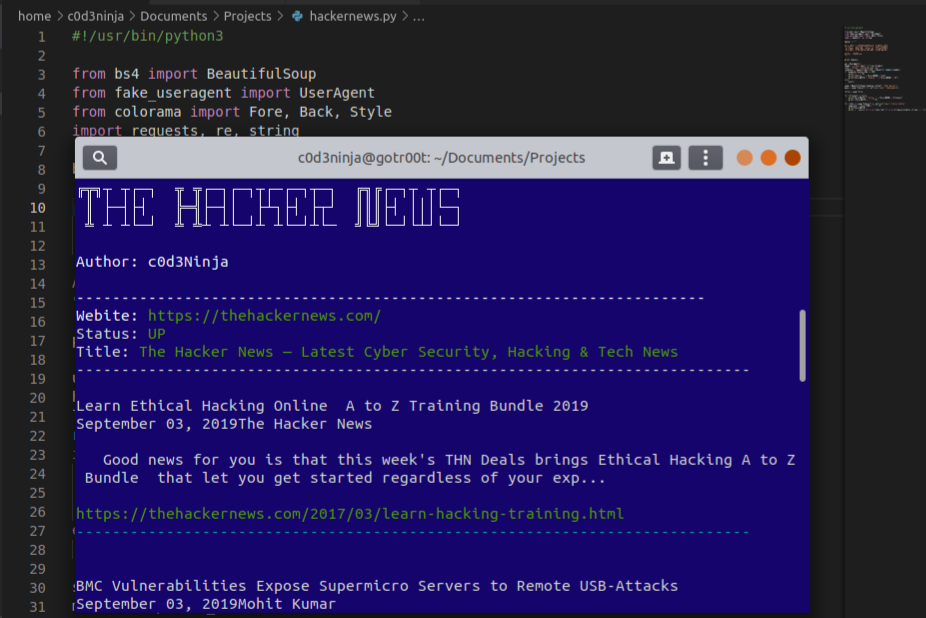 home > c0d3ninja > Documents > Projects > hackernews.py > ...
1 #!/usr/bin/python3
2
3 from bs4 import BeautifulSoup
4 from fake_useragent import UserAgent
5 from colorama import Fore, Back, Style
6 import requests, re, string
7
8
9
10
11
12
13
14
15
16
17
18
19
20
21
22
23
24
25
26
27
28
29
30
31
c0d3ninja@gotr00t: ~/Documents/Projects
THE HACKER NEWS
Author: c0d3Ninja
----------------------------------------------------------------------
Webite: https://thehackernews.com/
Status: UP
Title: The Hacker News — Latest Cyber Security, Hacking & Tech News
---------------------------------------------------------------------------
Learn Ethical Hacking Online  A to Z Training Bundle 2019
September 03, 2019The Hacker News
Good news for you is that this week's THN Deals brings Ethical Hacking A to Z
Bundle  that let you get started regardless of your exp...
https://thehackernews.com/2017/03/learn-hacking-training.html
---------------------------------------------------------------------------
BMC Vulnerabilities Expose Supermicro Servers to Remote USB-Attacks
September 03, 2019Mohit Kumar